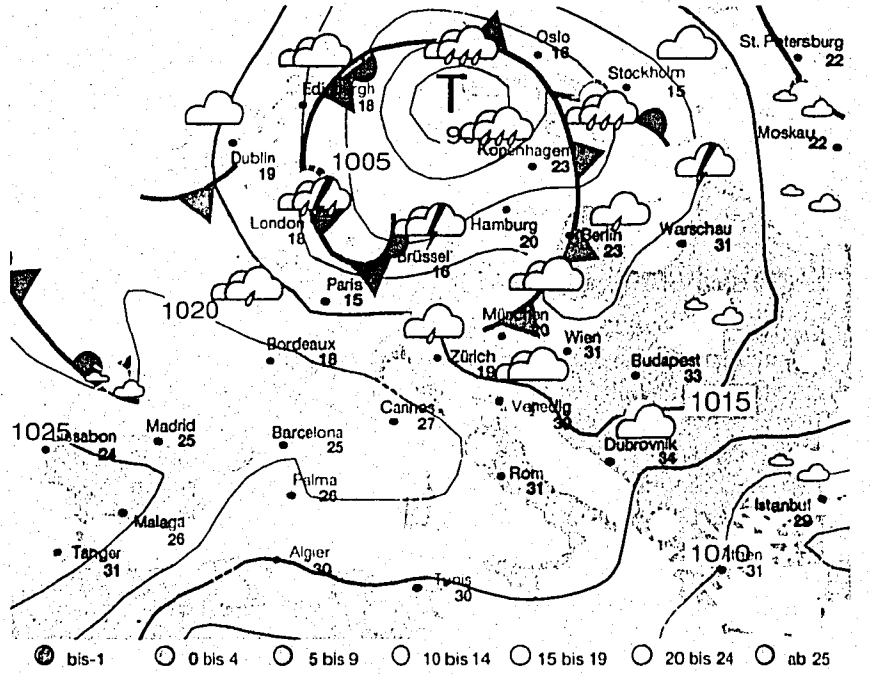 Oslo
18
St. Petersburg
22
Stockholm
15
Edinburgh
18
T
Moskau
22
Kopenhagen
23
1005
Dublin
19
London
18
Hamburg
20
Berlin
23
Warschau
31
Brüssel
16
Paris
15
1020
München
Wien
31
Bordeaux
18
Zürich
19
Budapest
33
1015
Cannes
27
Venedig
30
1025
Lissabon
24
Madrid
25
Barcelona
25
Dubrovnik
34
Rom
31
Palma
26
Istanbul
29
Malaga
26
Tanger
31
Algier
30
1010
Athen
31
Tunis
30
bis-1 0 bis 4 5 bis 9 10 bis 14 15 bis 19 20 bis 24 ab 25